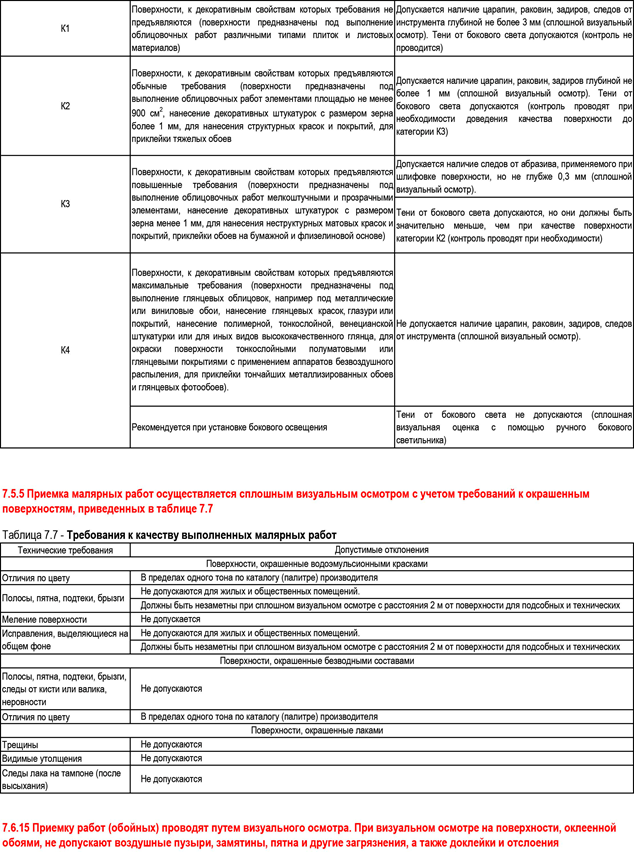 К1
Поверхности, к декоративным свойствам которых требования не
предъявляются (поверхности предназначены под выполнение
облицовочных работ различными типами плиток и листовых
материалов)
Допускается наличие царапин, раковин, задиров, следов от
инструмента глубиной не более 3 мм (сплошной визуальный
осмотр). Тени от бокового света допускаются (контроль не
проводится)
К2
Поверхности, к декоративным свойствам которых предъявляются
обычные требования (поверхности предназначены под
выполнение облицовочных работ элементами площадью не менее
900 см², нанесение декоративных штукатурок с размером зерна
более 1 мм, для нанесения структурных красок и покрытий, для
приклейки тяжелых обоев
Допускается наличие царапин, раковин, задиров глубиной не
более 1 мм (сплошной визуальный осмотр). Тени от
бокового света допускаются (контроль проводят при
необходимости доведения качества поверхности до
категории К3)
К3
Поверхности, к декоративным свойствам которых предъявляются
повышенные требования (поверхности предназначены под
выполнение облицовочных работ мелкоштучными и прозрачными
элементами, нанесение декоративных штукатурок с размером
зерна менее 1 мм, для нанесения неструктурных матовых красок и
покрытий, приклейки обоев на бумажной и флизелиновой основе)
Допускается наличие следов от абразива, применяемого при
шлифовке поверхности, но не глубже 0,3 мм (сплошной
визуальный осмотр).
Тени от бокового света допускаются, но они должны быть
значительно меньше, чем при качестве поверхности
категории К2 (контроль проводят при необходимости)
К4
Поверхности, к декоративным свойствам которых предъявляются
максимальные требования (поверхности предназначены под
выполнение глянцевых облицовок, например под металлические
или виниловые обои, нанесение глянцевых красок, глазури или
покрытий, нанесение полимерной, тонкослойной, венецианской
штукатурки или для иных видов высококачественного глянца, для
окраски поверхности тонкослойными полуматовыми или
глянцевыми покрытиями с применением аппаратов безвоздушного
распыления, для приклейки тончайших металлизированных обоев
и глянцевых фотообоев).
Не допускается наличие царапин, раковин, задиров, следов
от инструмента (сплошной визуальный осмотр).
Рекомендуется при установке бокового освещения
Тени от бокового света не допускаются (сплошная
визуальная оценка с помощью ручного бокового
светильника)
7.5.5 Приемка малярных работ осуществляется сплошным визуальным осмотром с учетом требований к окрашенным
поверхностям, приведенных в таблице 7.7
Таблица 7.7 - Требования к качеству выполненных малярных работ
Технические требования
Допустимые отклонения
Поверхности, окрашенные водоэмульсионными красками
Отличия по цвету
В пределах одного тона по каталогу (палитре) производителя
Полосы, пятна, подтеки, брызги
Не допускаются для жилых и общественных помещений.
Должны быть незаметны при сплошном визуальном осмотре с расстояния 2 м от поверхности для подсобных и технических
Меление поверхности
Не допускается
Исправления, выделяющиеся на
общем фоне
Не допускаются для жилых и общественных помещений.
Должны быть незаметны при сплошном визуальном осмотре с расстояния 2 м от поверхности для подсобных и технических
Поверхности, окрашенные безводными составами
Полосы, пятна, подтеки, брызги,
следы от кисти или валика,
неровности
Не допускаются
Отличия по цвету
В пределах одного тона по каталогу (палитре) производителя
Поверхности, окрашенные лаками
Трещины
Не допускаются
Видимые утолщения
Не допускаются
Следы лака на тампоне (после
высыхания)
Не допускаются
7.6.15 Приемку работ (обойных) проводят путем визуального осмотра. При визуальном осмотре на поверхности, оклеенной
обоями, не допускают воздушные пузыри, замятины, пятна и другие загрязнения, а также доклейки и отслоения